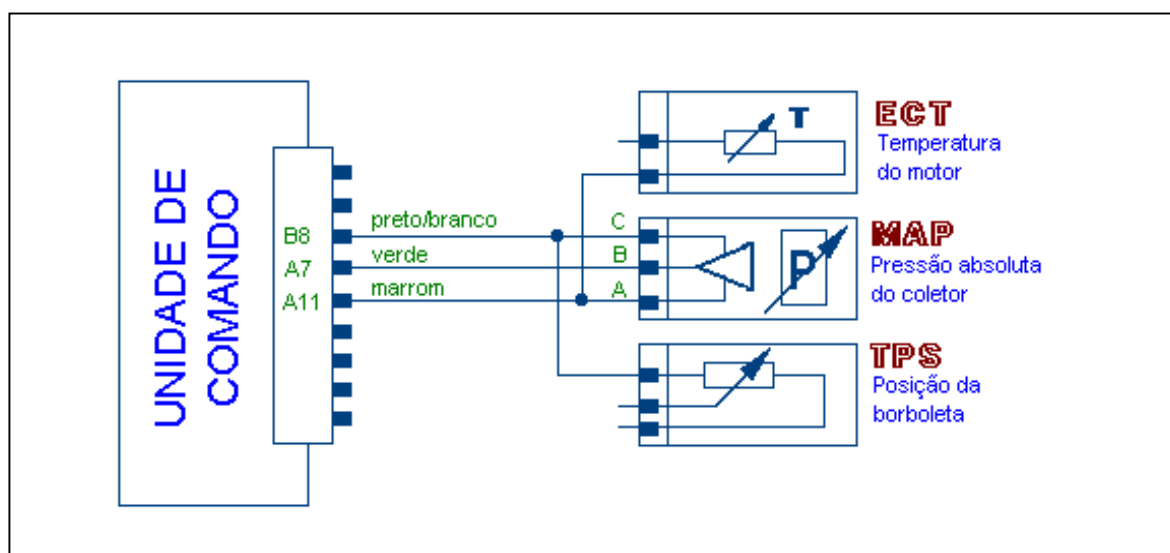 UNIDADE DE
COMANDO
B8
A7
A11
preto/branco
verde
marrom
C
B
A
T
ECT
Temperatura
do motor
P
MAP
Pressão absoluta
do coletor
TPS
Posição da
borboleta